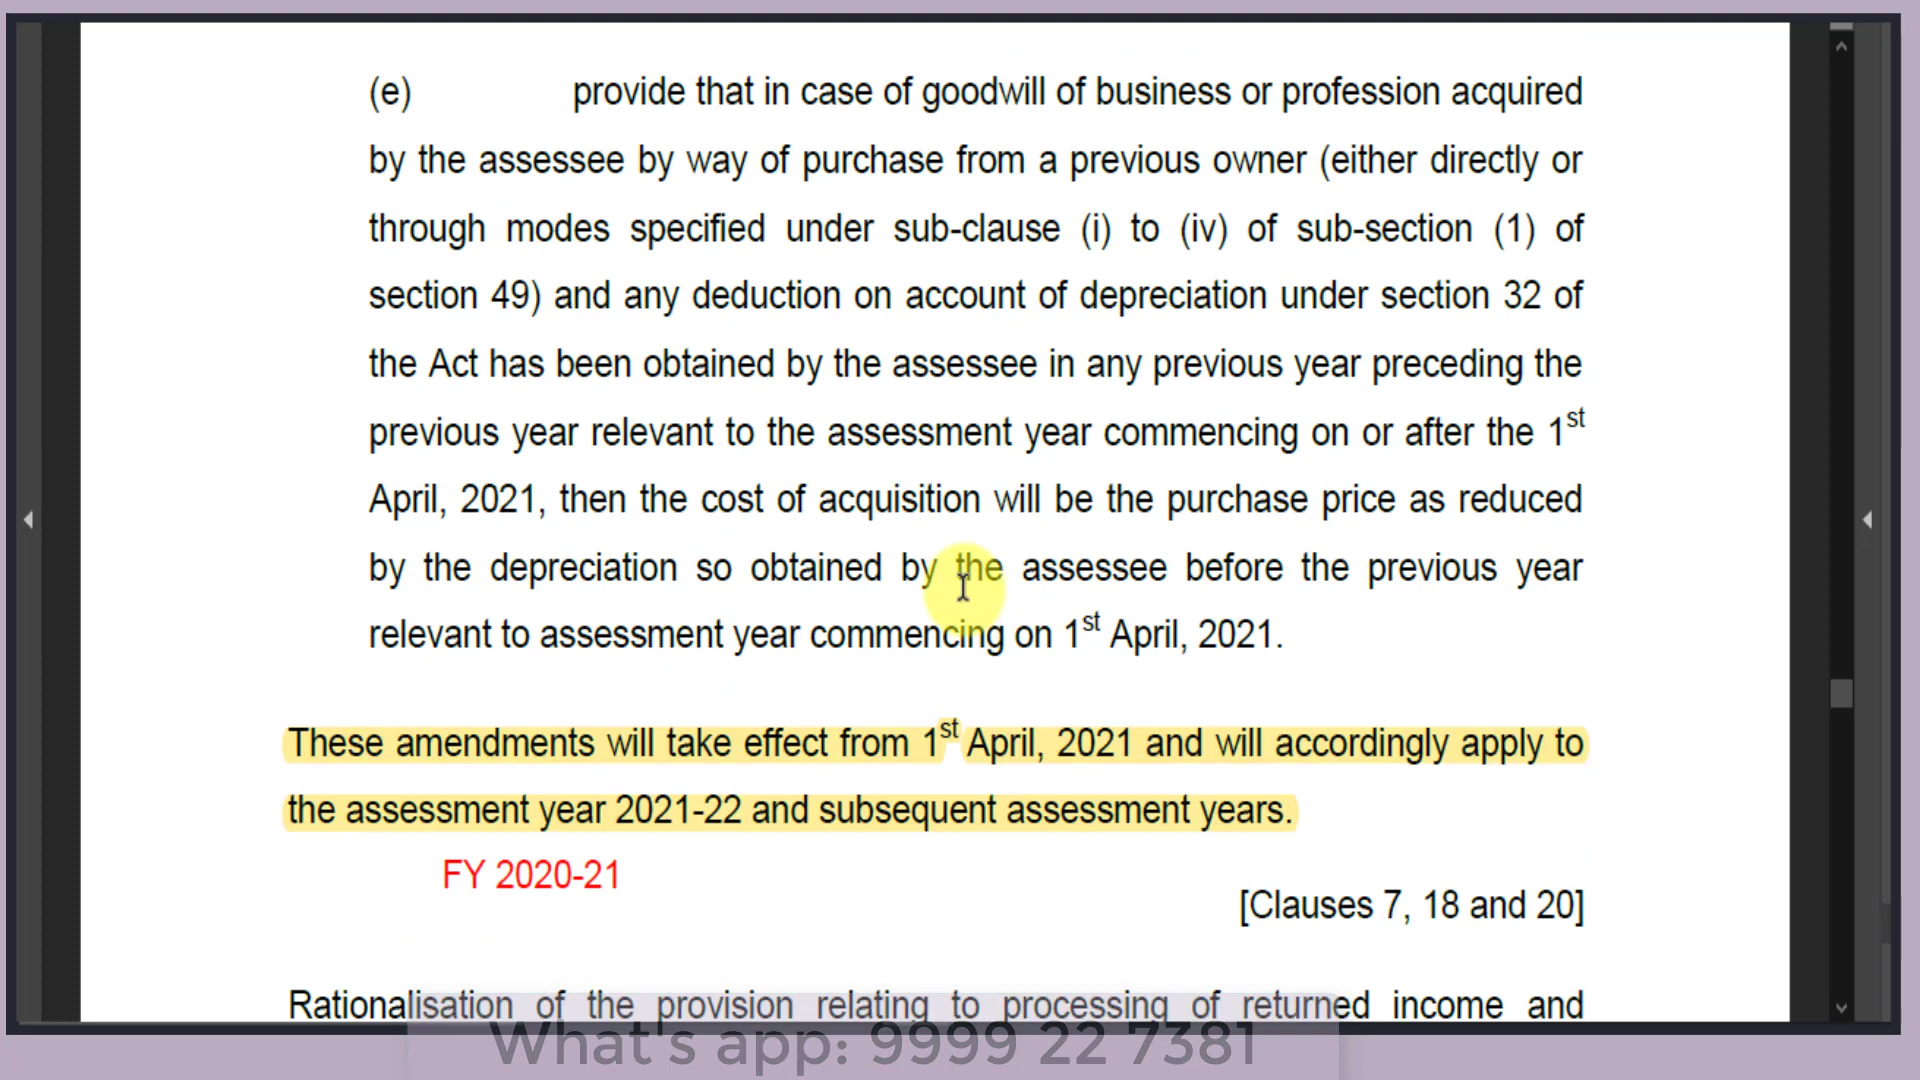 (e) provide that in case of goodwill of business or profession acquired
by the assessee by way of purchase from a previous owner (either directly or
through modes specified under sub-clause (i) to (iv) of sub-section (1) of
section 49) and any deduction on account of depreciation under section 32 of
the Act has been obtained by the assessee in any previous year preceding the
previous year relevant to the assessment year commencing on or after the 1st
April, 2021, then the cost of acquisition will be the purchase price as reduced
by the depreciation so obtained by the assessee before the previous year
relevant to assessment year commencing on 1st April, 2021.
These amendments will take effect from 1st April, 2021 and will accordingly apply to
the assessment year 2021-22 and subsequent assessment years.
FY 2020-21
[Clauses 7, 18 and 20]
Rationalisation of the provision relating to processing of returned income and
What's app: 9999 22 7381